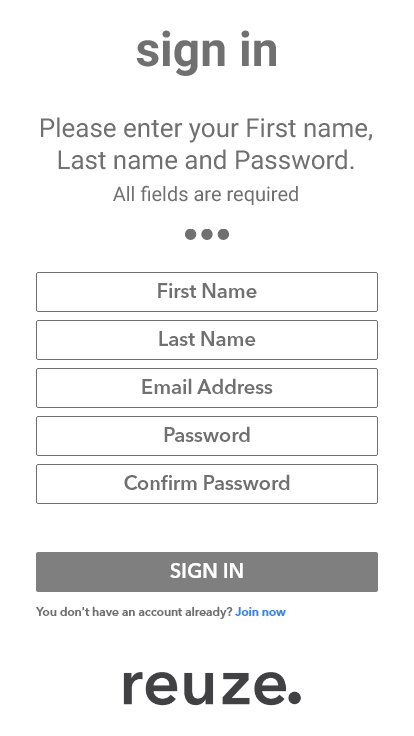 sign in
Please enter your First name,
Last name and Password.
All fields are required
First Name
Last Name
Email Address
Password
Confirm Password
SIGN IN
You don't have an account already? Join now
reuze.